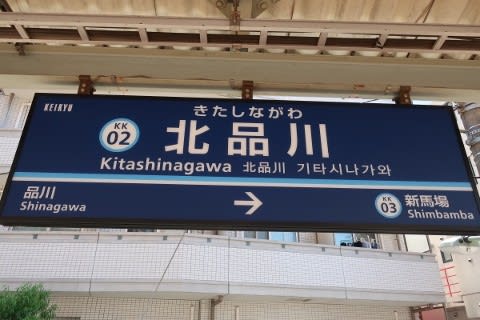 KEIKYU
きたしながわ
KK
02
北品川
Kitashinagawa 北品川 기타시나가와
品川
Shinagawa
→
KK
03
新馬場
Shimbamba